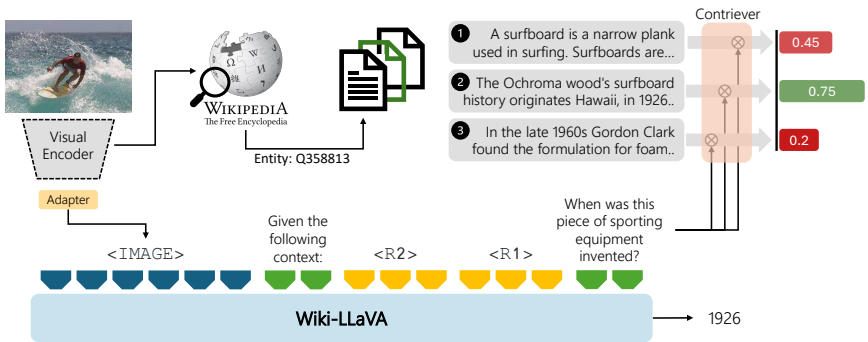 Contriever
1 A surfboard is a narrow plank
used in surfing. Surfboards are...
0.45
2 The Ochroma wood's surfboard
history originates Hawaii, in 1926..
0.75
3 In the late 1960s Gordon Clark
found the formulation for foam..
0.2
WIKIPEDIA
The Free Encyclopedia
Entity: Q358813
Visual
Encoder
Adapter
<IMAGE>
Given the
following
context:
<R2>
<R1>
When was this
piece of sporting
equipment
invented?
Wiki-LLaVA
1926